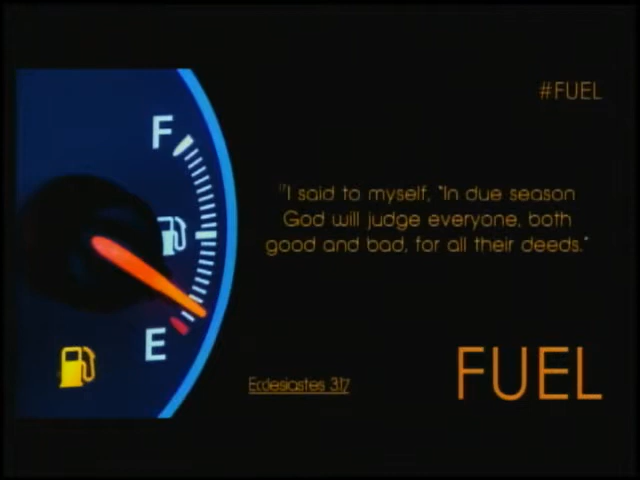 #FUEL
F
¹⁷I said to myself, "In due season
God will judge everyone, both
good and bad, for all their deeds."
E
FUEL
Ecclesiastes 3:17